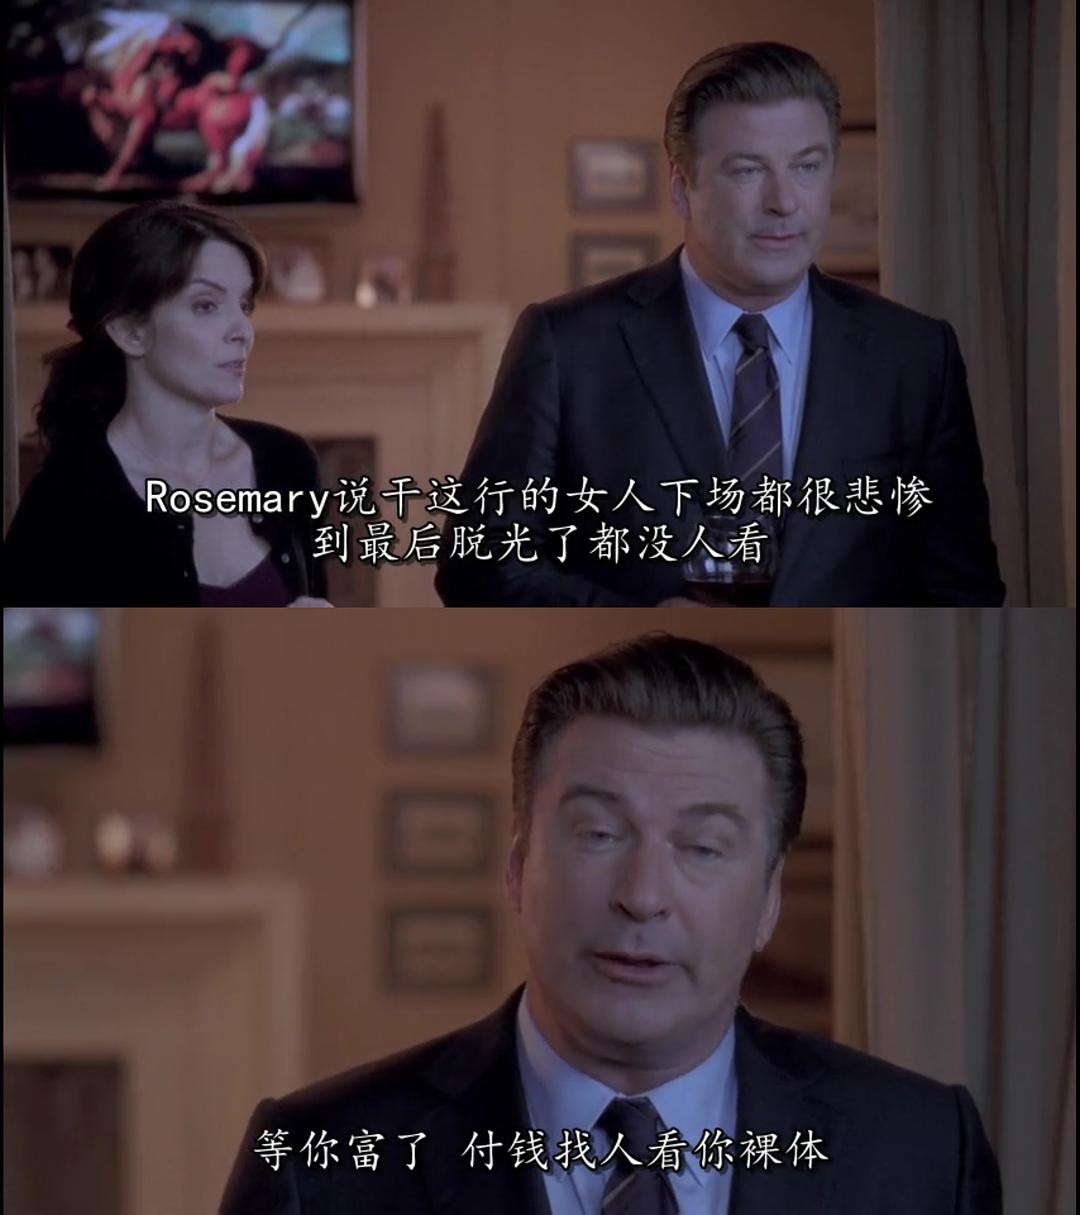 Rosemary说干这行的女人下场都很悲惨
到最后脱光了都没人看
等你富了 付钱找人看你裸体